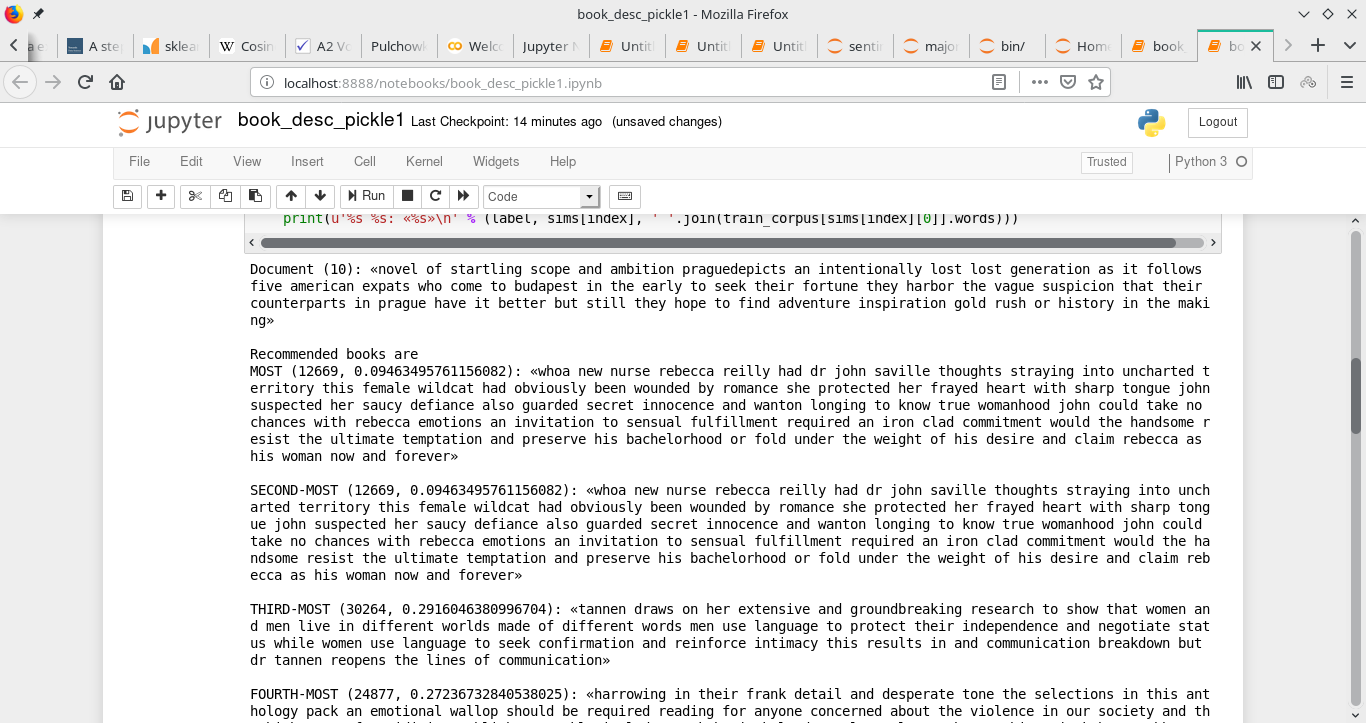 book_desc_pickle1 - Mozilla Firefox
a e
A ste
sklea
W Cosin
A2 Vo
Pulchowk
Welco
Jupyter N
Untitl
Untitl
Untitl
sentin
major
bin/
Home
book_
bo
localhost:8888/notebooks/book_desc_pickle1.ipynb
jupyter book_desc_pickle1 Last Checkpoint: 14 minutes ago (unsaved changes)
Logout
File Edit View Insert Cell Kernel Widgets Help
Trusted
Python 3
Run
Code
print(u'%s %s: «%s»\n' % (label, sims[index], ' '.join(train_corpus[sims[index][0]].words)))
Document (10): «novel of startling scope and ambition praguedepicts an intentionally lost lost generation as it follows
five american expats who come to budapest in the early to seek their fortune they harbor the vague suspicion that their
counterparts in prague have it better but still they hope to find adventure inspiration gold rush or history in the maki
ng»
Recommended books are
MOST (12669, 0.09463495761156082): «whoa new nurse rebecca reilly had dr john saville thoughts straying into uncharted t
erritory this female wildcat had obviously been wounded by romance she protected her frayed heart with sharp tongue john
suspected her saucy defiance also guarded secret innocence and wanton longing to know true womanhood john could take no
chances with rebecca emotions an invitation to sensual fulfillment required an iron clad commitment would the handsome r
esist the ultimate temptation and preserve his bachelorhood or fold under the weight of his desire and claim rebecca as
his woman now and forever»
SECOND-MOST (12669, 0.09463495761156082): «whoa new nurse rebecca reilly had dr john saville thoughts straying into unch
arted territory this female wildcat had obviously been wounded by romance she protected her frayed heart with sharp tong
ue john suspected her saucy defiance also guarded secret innocence and wanton longing to know true womanhood john could
take no chances with rebecca emotions an invitation to sensual fulfillment required an iron clad commitment would the ha
ndsome resist the ultimate temptation and preserve his bachelorhood or fold under the weight of his desire and claim reb
ecca as his woman now and forever»
THIRD-MOST (30264, 0.2916046380996704): «tannen draws on her extensive and groundbreaking research to show that women an
d men live in different worlds made of different words men use language to protect their independence and negotiate stat
us while women use language to seek confirmation and reinforce intimacy this results in and communication breakdown but
dr tannen reopens the lines of communication»
FOURTH-MOST (24877, 0.27236732840538025): «harrowing in their frank detail and desperate tone the selections in this ant
hology pack an emotional wallop should be required reading for anyone concerned about the violence in our society and th